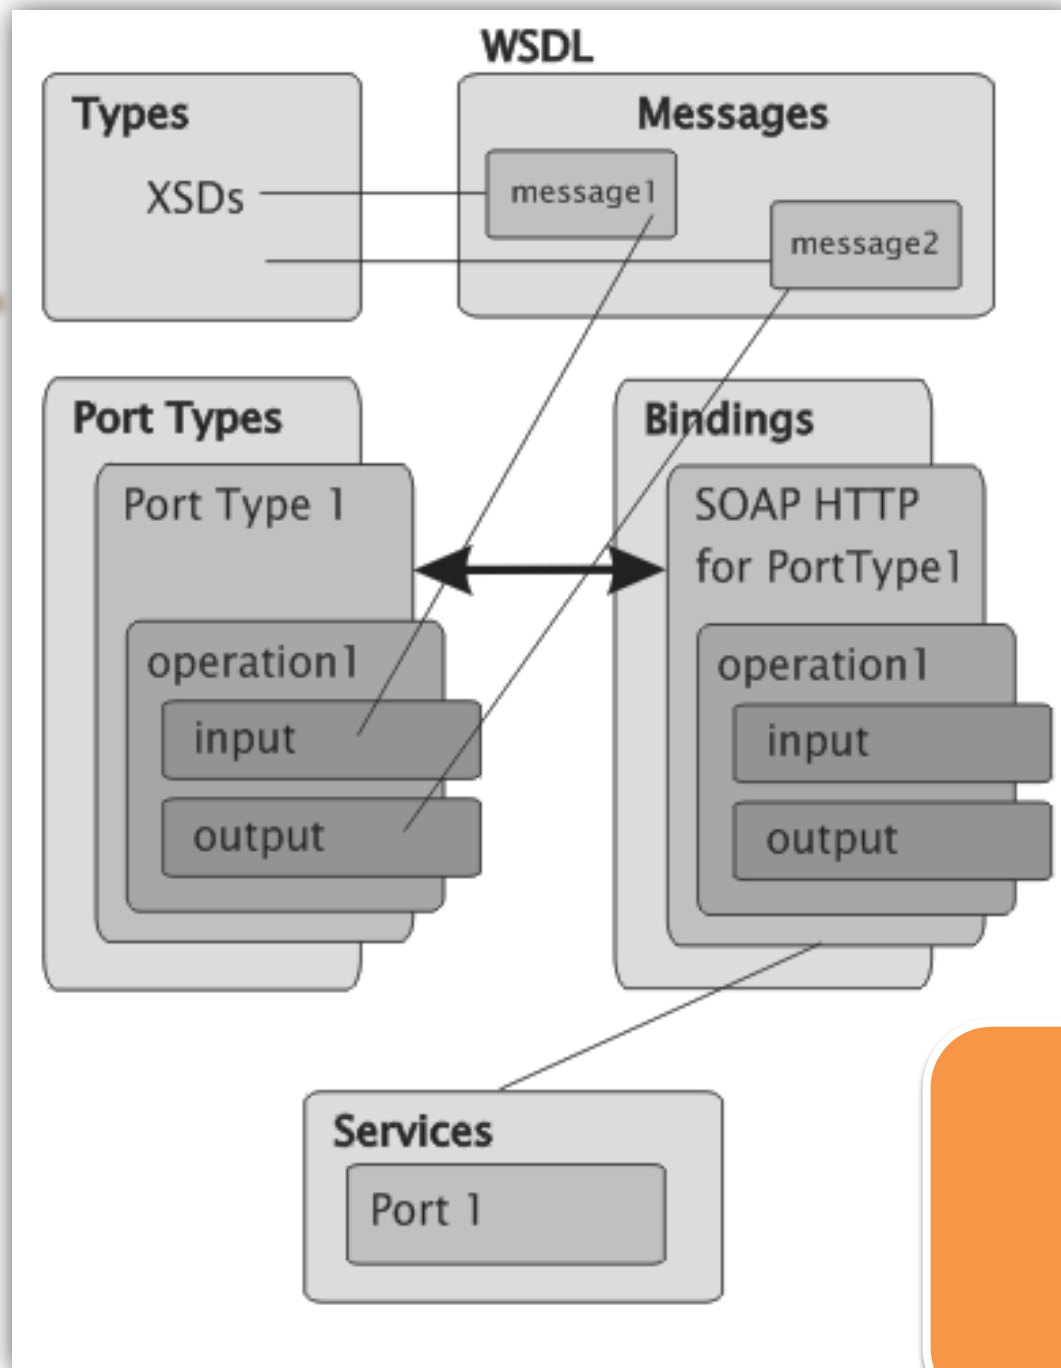 WSDL
Types
XSDs
Messages
message1
message2
Port Types
Port Type 1
operation1
input
output
Bindings
SOAP HTTP
for PortType1
operation1
input
output
Services
Port 1